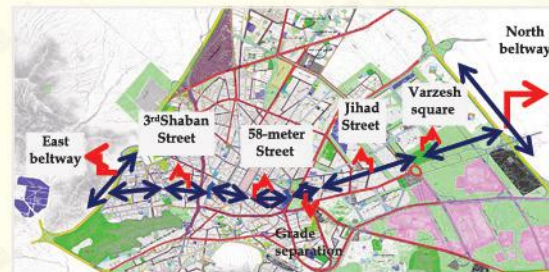 North
beltway
Varzesh
square
Jihad
Street
3rdShaban
Street
58-meter
Street
East
beltway
Grade
separation